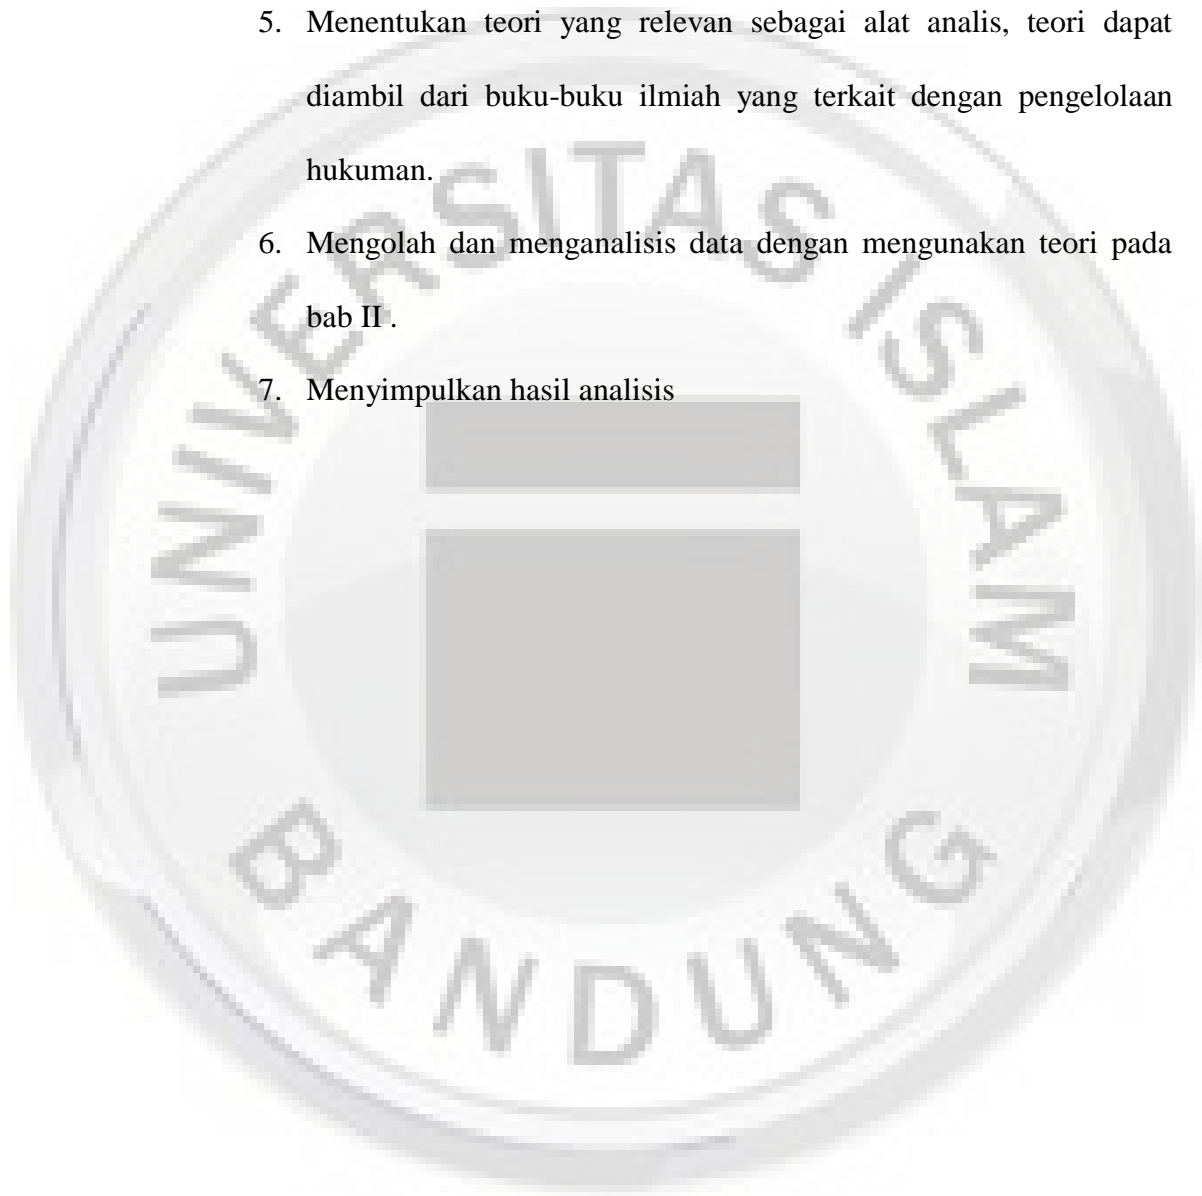 5. Menentukan teori yang relevan sebagai alat analis, teori dapat
diambil dari buku-buku ilmiah yang terkait dengan pengelolaan
hukuman.
6. Mengolah dan menganalisis data dengan mengunakan teori pada
bab II .
7. Menyimpulkan hasil analisis
UNIVERSITAS ISLAM
BANDUNG